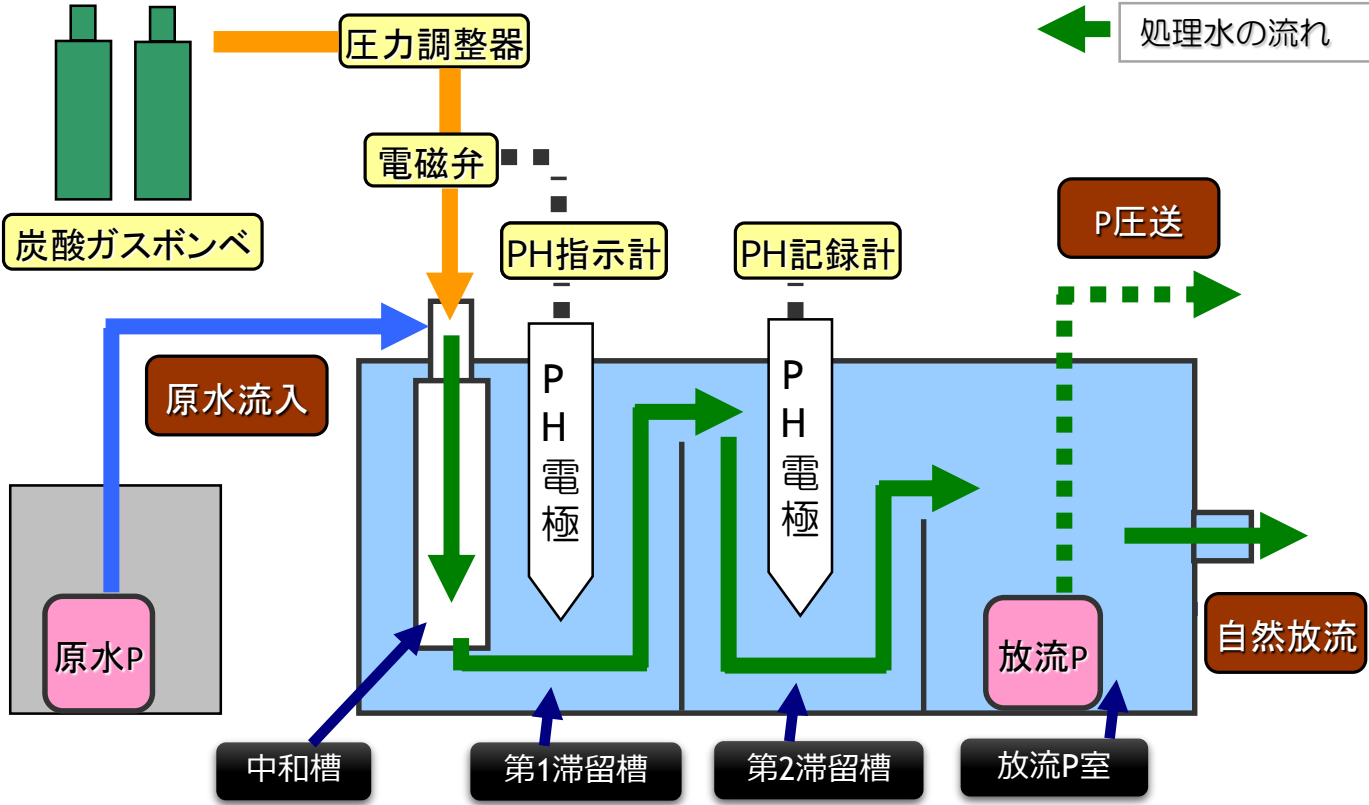 処理水の流れ
圧力調整器
電磁弁
炭酸ガスボンベ
PH指示計
PH記録計
P圧送
原水流入
P
H
電
極
P
H
電
極
原水P
放流P
自然放流
中和槽
第1滞留槽
第2滞留槽
放流P室